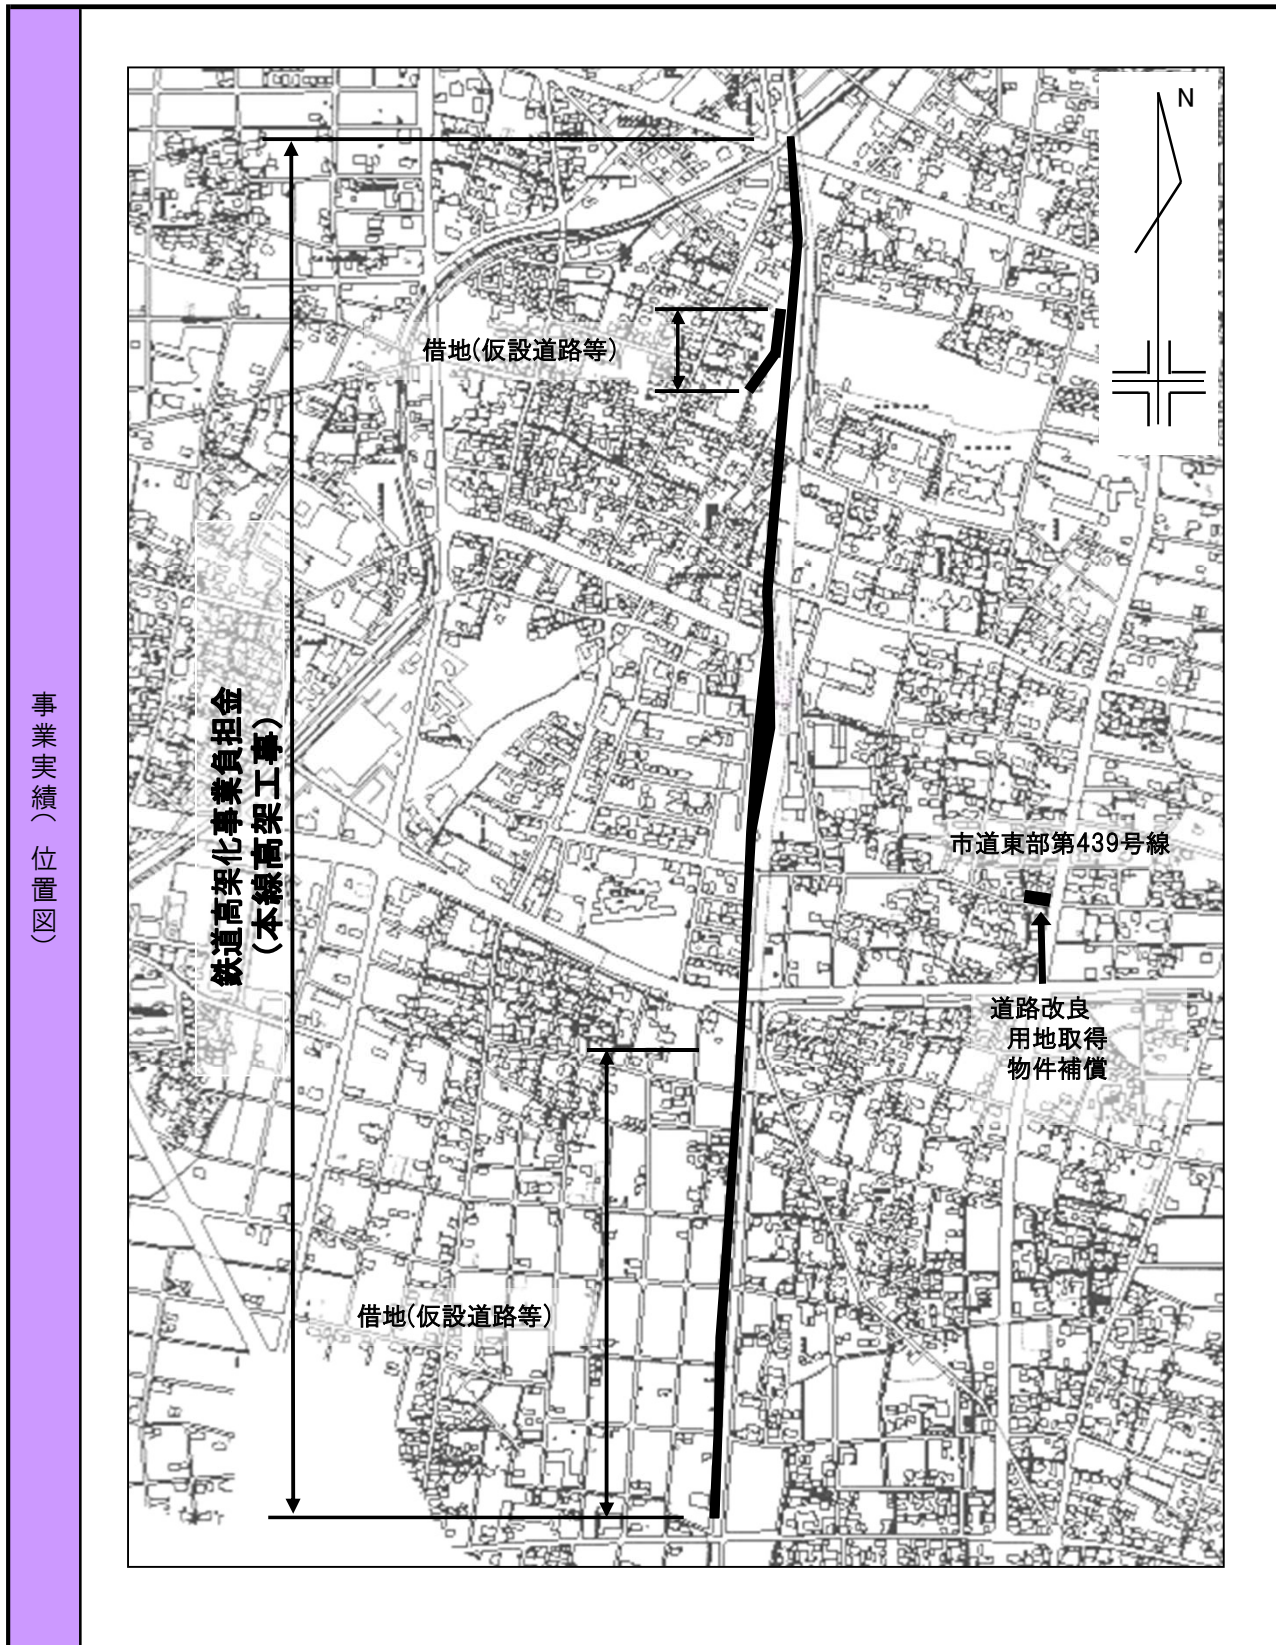 事業実績（位置図）
N
借地(仮設道路等)
鉄道高架化事業負担金
（本線高架工事）
市道東部第439号線
道路改良
用地取得
物件補償
借地(仮設道路等)